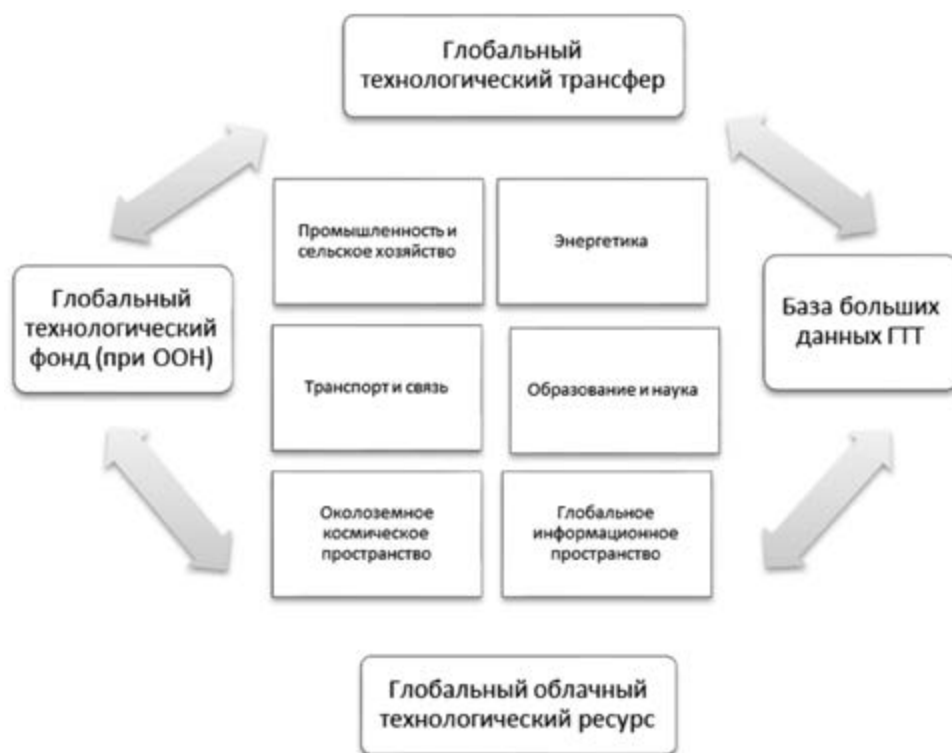 Глобальный
технологический трансфер
Промышленность и
сельское хозяйство
Энергетика
Глобальный
технологический
фонд (при ООН)
База больших
данных ГТТ
Транспорт и связь
Образование и наука
Околоземное
космическое
пространство
Глобальное
информационное
пространство
Глобальный облачный
технологический ресурс